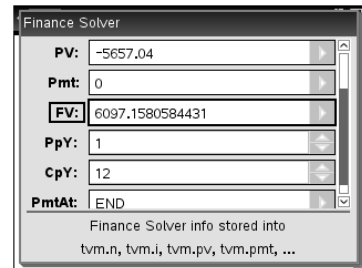 Finance Solver
PV: -5657.04
Pmt: 0
FV: 6097.1580584431
PpY: 1
CpY: 12
PmtAt: END
Finance Solver info stored into
tvm.n, tvm.i, tvm.pv, tvm.pmt, ...